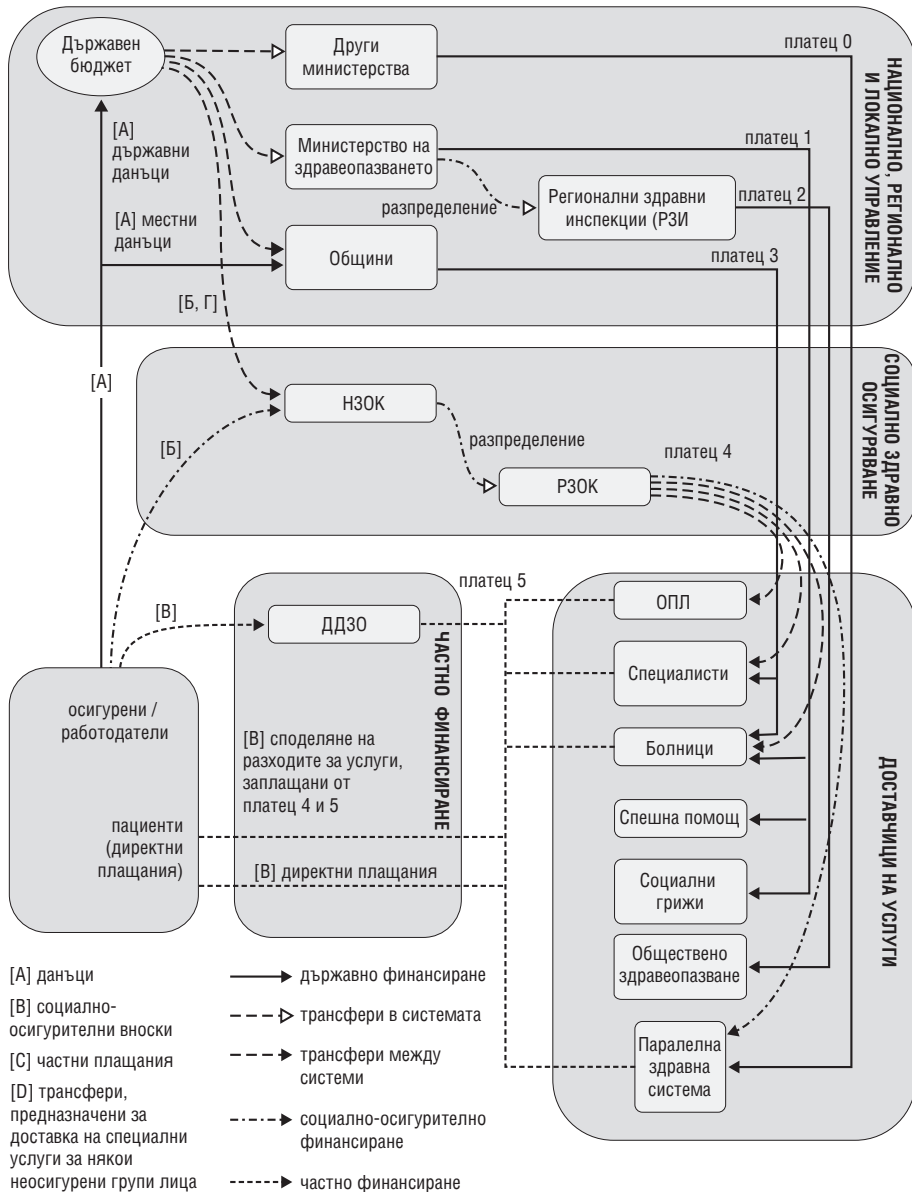 Държавен
бюджет
Други
министерства
платец 0
[А]
държавни
данъци
Министерство на
здравеопазването
платец 1
разпределение
Регионални здравни
инспекции (РЗИ
платец 2
[А] местни
данъци
Общини
платец 3
НАЦИОНАЛНО, РЕГИОНАЛНО
И ЛОКАЛНО УПРАВЛЕНИЕ
[Б, Г]
[А]
НЗОК
[Б]
разпределение
платец 4
РЗОК
СОЦИАЛНО ЗДРАВНО
ОСИГУРЯВАНЕ
платец 5
[В]
ДДЗО
ЧАСТНО ФИНАНСИРАНЕ
ОПЛ
Специалисти
осигурени /
работодатели
[В] споделяне на
разходите за услуги,
заплащани от
платец 4 и 5
Болници
пациенти
(директни
плащания)
Спешна помощ
[В] директни плащания
Социални
грижи
Обществено
здравеопазване
Паралелна
здравна
система
ДОСТАВЧИЦИ НА УСЛУГИ
[А] данъци
[В] социално-
осигурителни вноски
[С] частни плащания
[D] трансфери,
предназначени за
доставка на специални
услуги за някои
неосигурени групи лица
държавно финансиране
трансфери в системата
трансфери между
системи
социално-осигурително
финансиране
частно финансиране